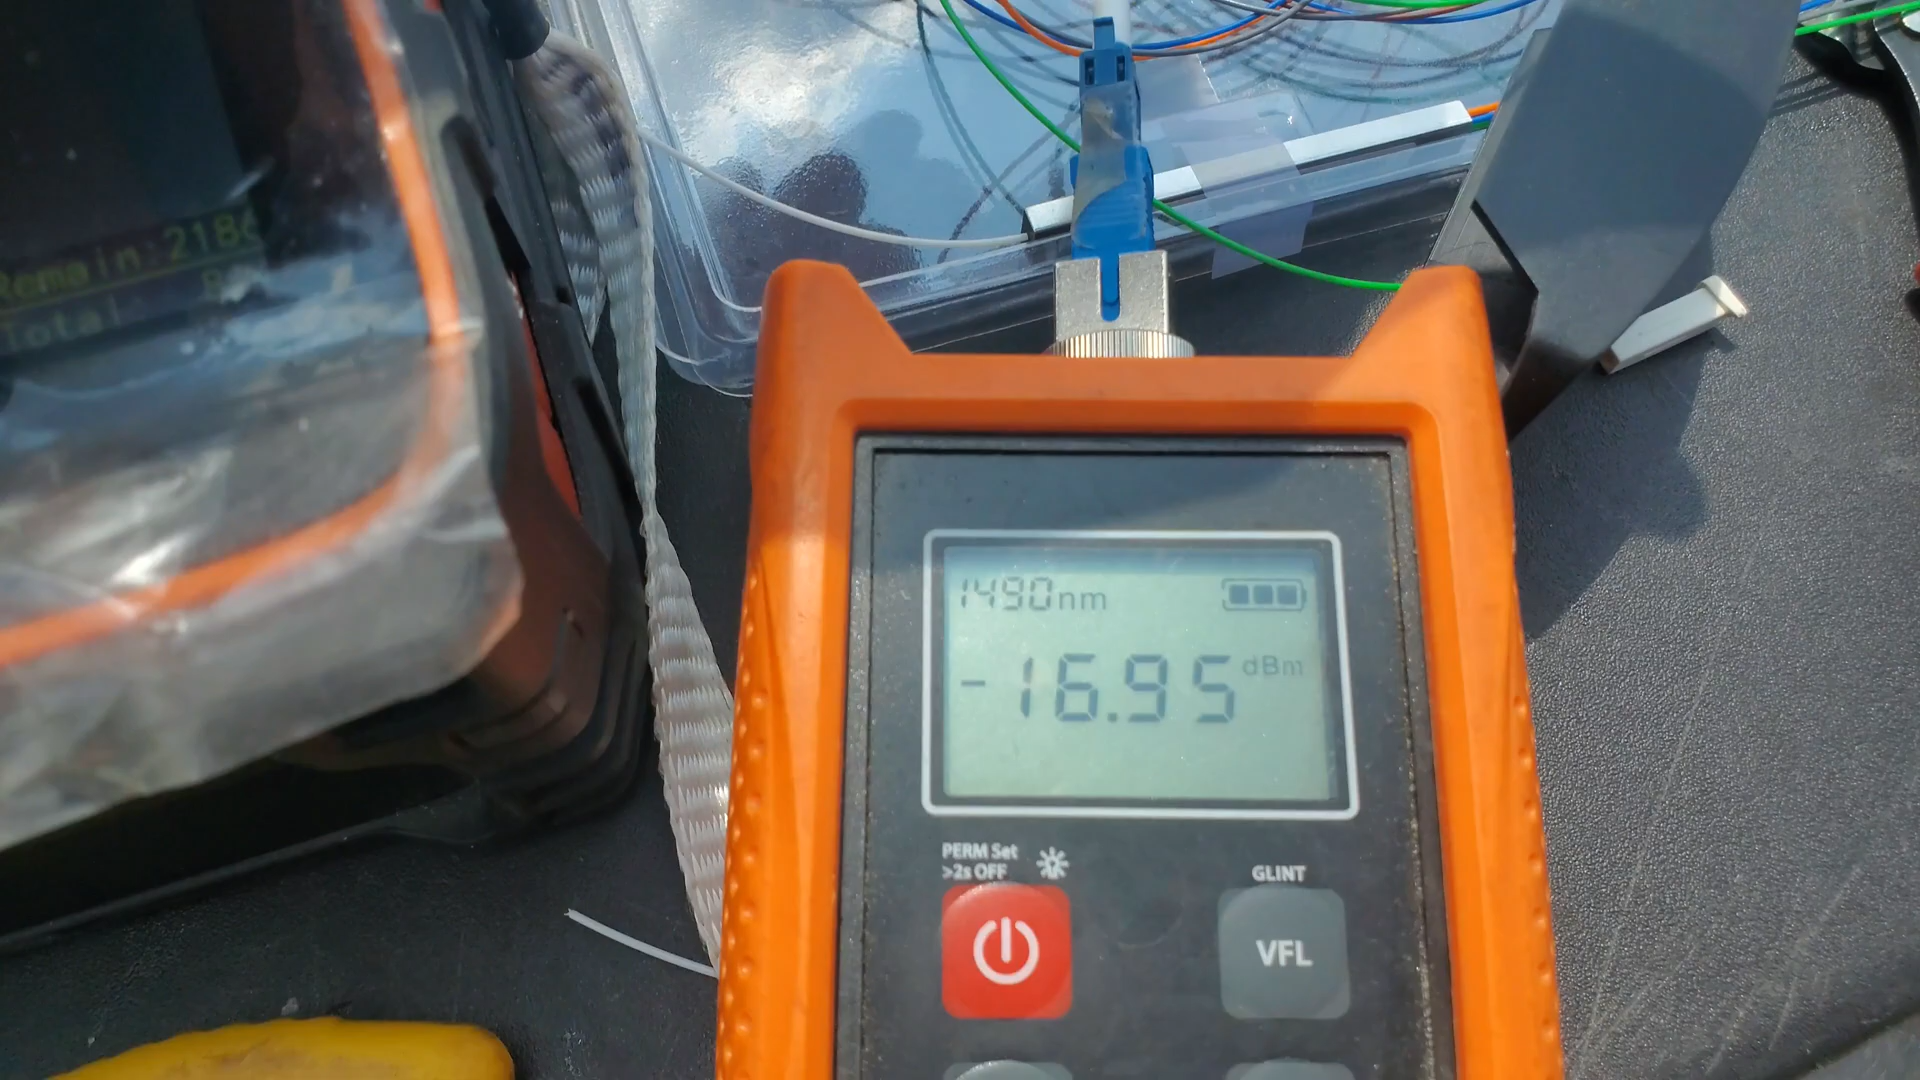 Remain:218
Total
1490nm
-16.95 dBm
PERM Set
>2s OFF
GLINT
VFL